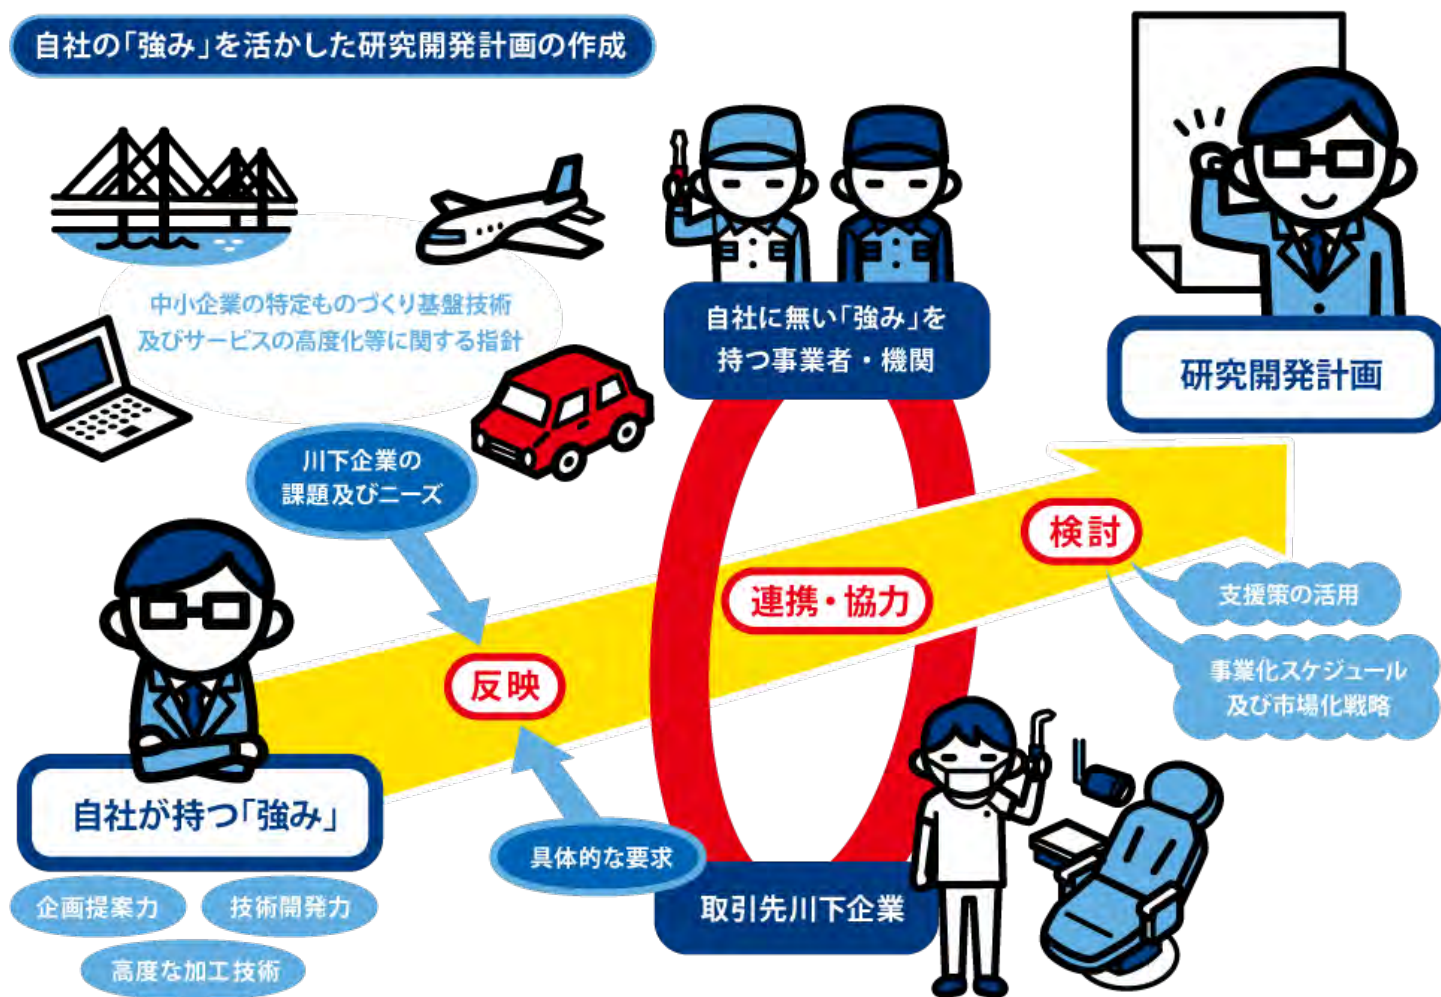 自社の「強み」を活かした研究開発計画の作成
中小企業の特定ものづくり基盤技術
及びサービスの高度化等に関する指針
川下企業の
課題及びニーズ
自社に無い「強み」を
持つ事業者・機関
研究開発計画
検討
連携・協力
反映
支援策の活用
事業化スケジュール
及び市場化戦略
自社が持つ「強み」
企画提案力
技術開発力
高度な加工技術
具体的な要求
取引先川下企業